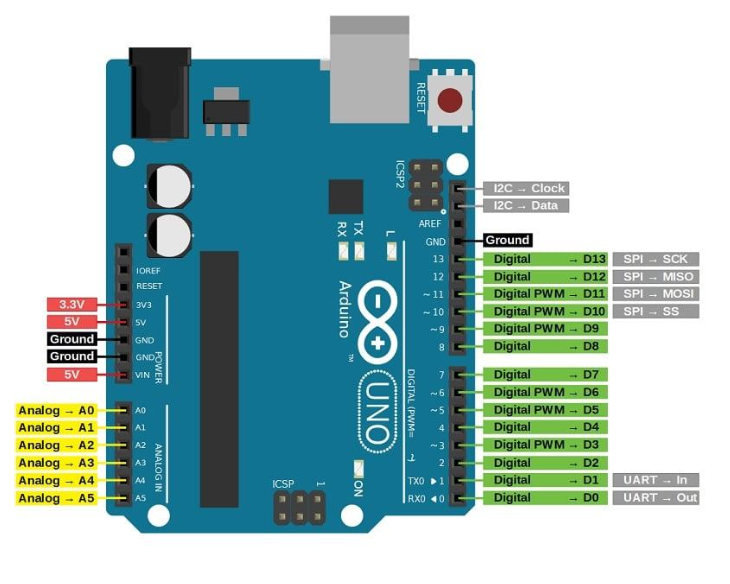 RESET
ICSP2
I2C → Clock
I2C → Data
AREF
GND Ground
RX TX L
13 Digital → D13 SPI → SCK
12 Digital → D12 SPI → MISO
~11 Digital PWM → D11 SPI → MOSI
~10 Digital PWM → D10 SPI → SS
~9 Digital PWM → D9
8 Digital → D8
IOREF
RESET
3.3V 3V3
5V 5V
Ground GND
Ground GND
5V VIN
POWER
Arduino
TM
UNO
7 Digital → D7
~6 Digital PWM → D6
~5 Digital PWM → D5
4 Digital → D4
~3 Digital PWM → D3
2 Digital → D2
TX0 ▶ 1 Digital → D1 UART → In
RX0 ◀ 0 Digital → D0 UART → Out
DIGITAL (PWM=
Analog → A0 A0
Analog → A1 A1
Analog → A2 A2
Analog → A3 A3
Analog → A4 A4
Analog → A5 A5
ANALOG IN
ICSP 1
ON